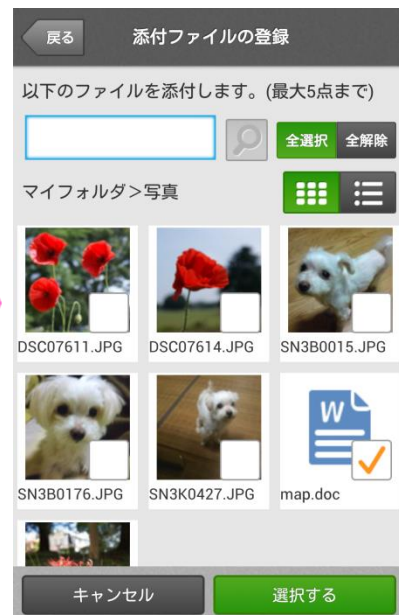 戻る
添付ファイルの登録
以下のファイルを添付します。(最大5点まで)
全選択
全解除
マイフォルダ>写真
DSC07611.JPG
DSC07614.JPG
SN3B0015.JPG
W
SN3B0176.JPG
SN3K0427.JPG
map.doc
キャンセル
選択する